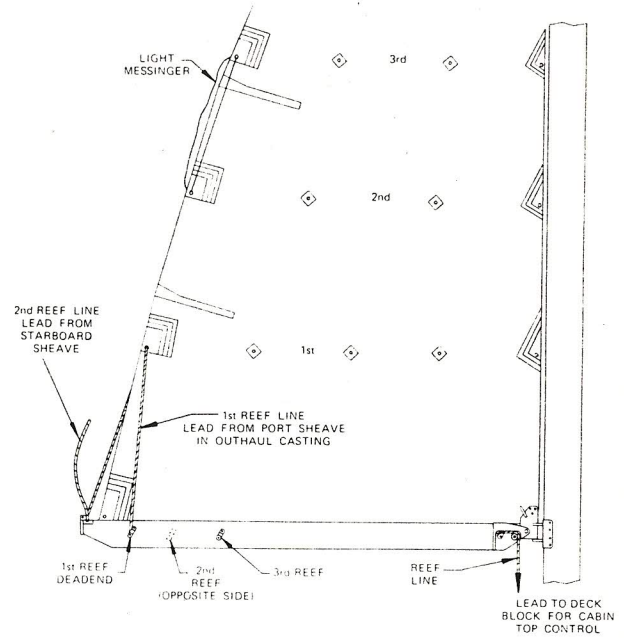 LIGHT
MESSINGER
3rd
2nd
2nd REEF LINE
LEAD FROM
STARBOARD
SHEAVE
1st
1st REEF LINE
LEAD FROM PORT SHEAVE
IN OUTHAUL CASTING
1st REEF
DEADEND
2nd
REEF
(OPPOSITE SIDE)
3rd REEF
REEF
LINE
LEAD TO DECK
BLOCK FOR CABIN
TOP CONTROL